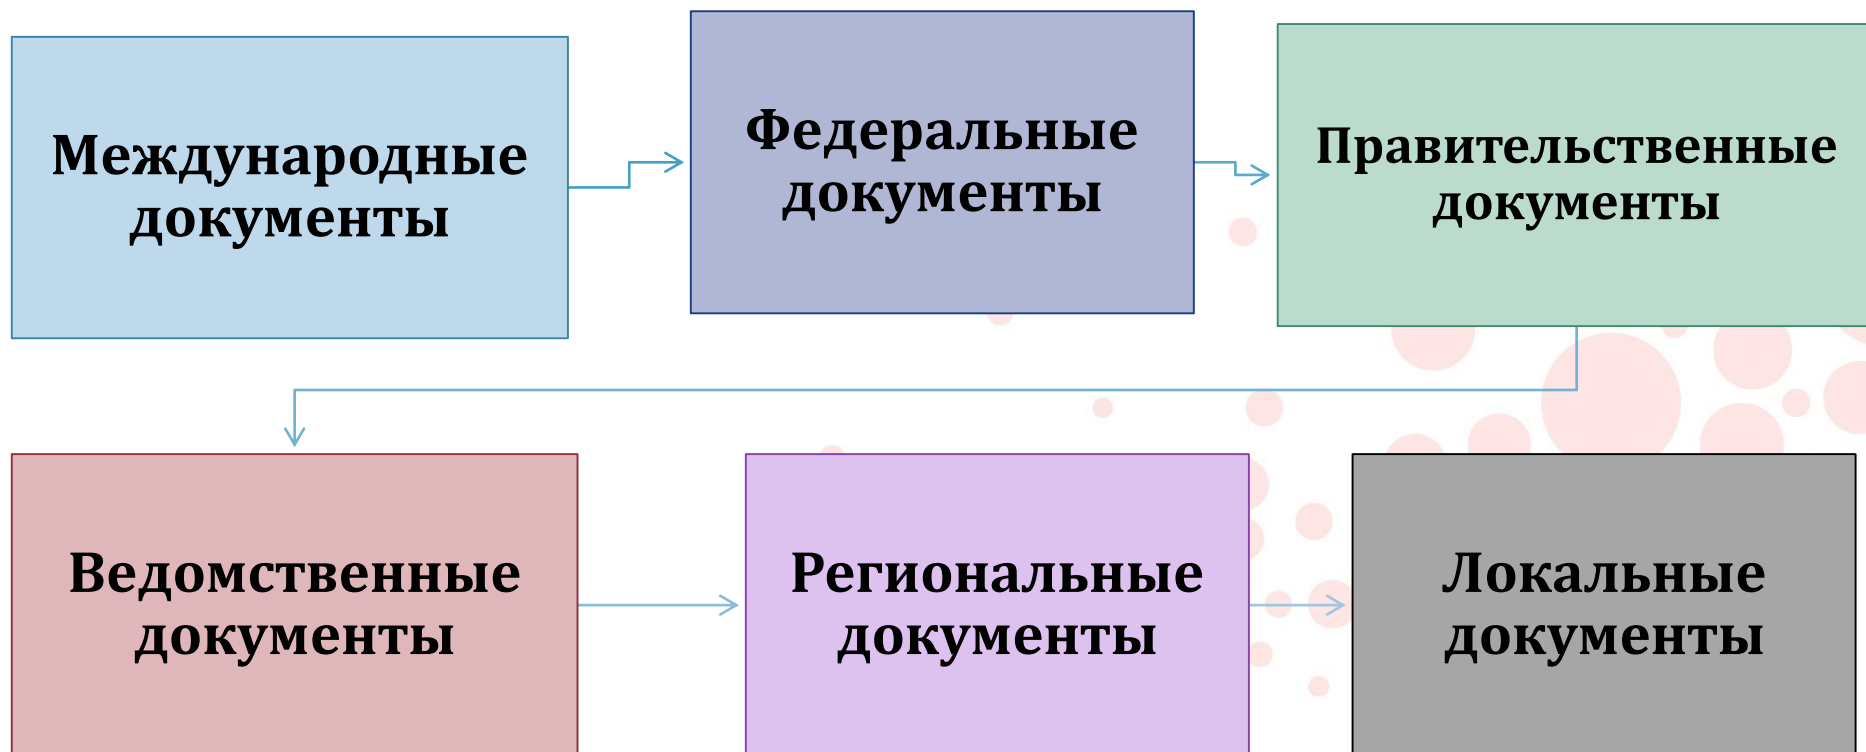 Международные
документы
Федеральные
документы
Правительственные
документы
Ведомственные
документы
Региональные
документы
Локальные
документы